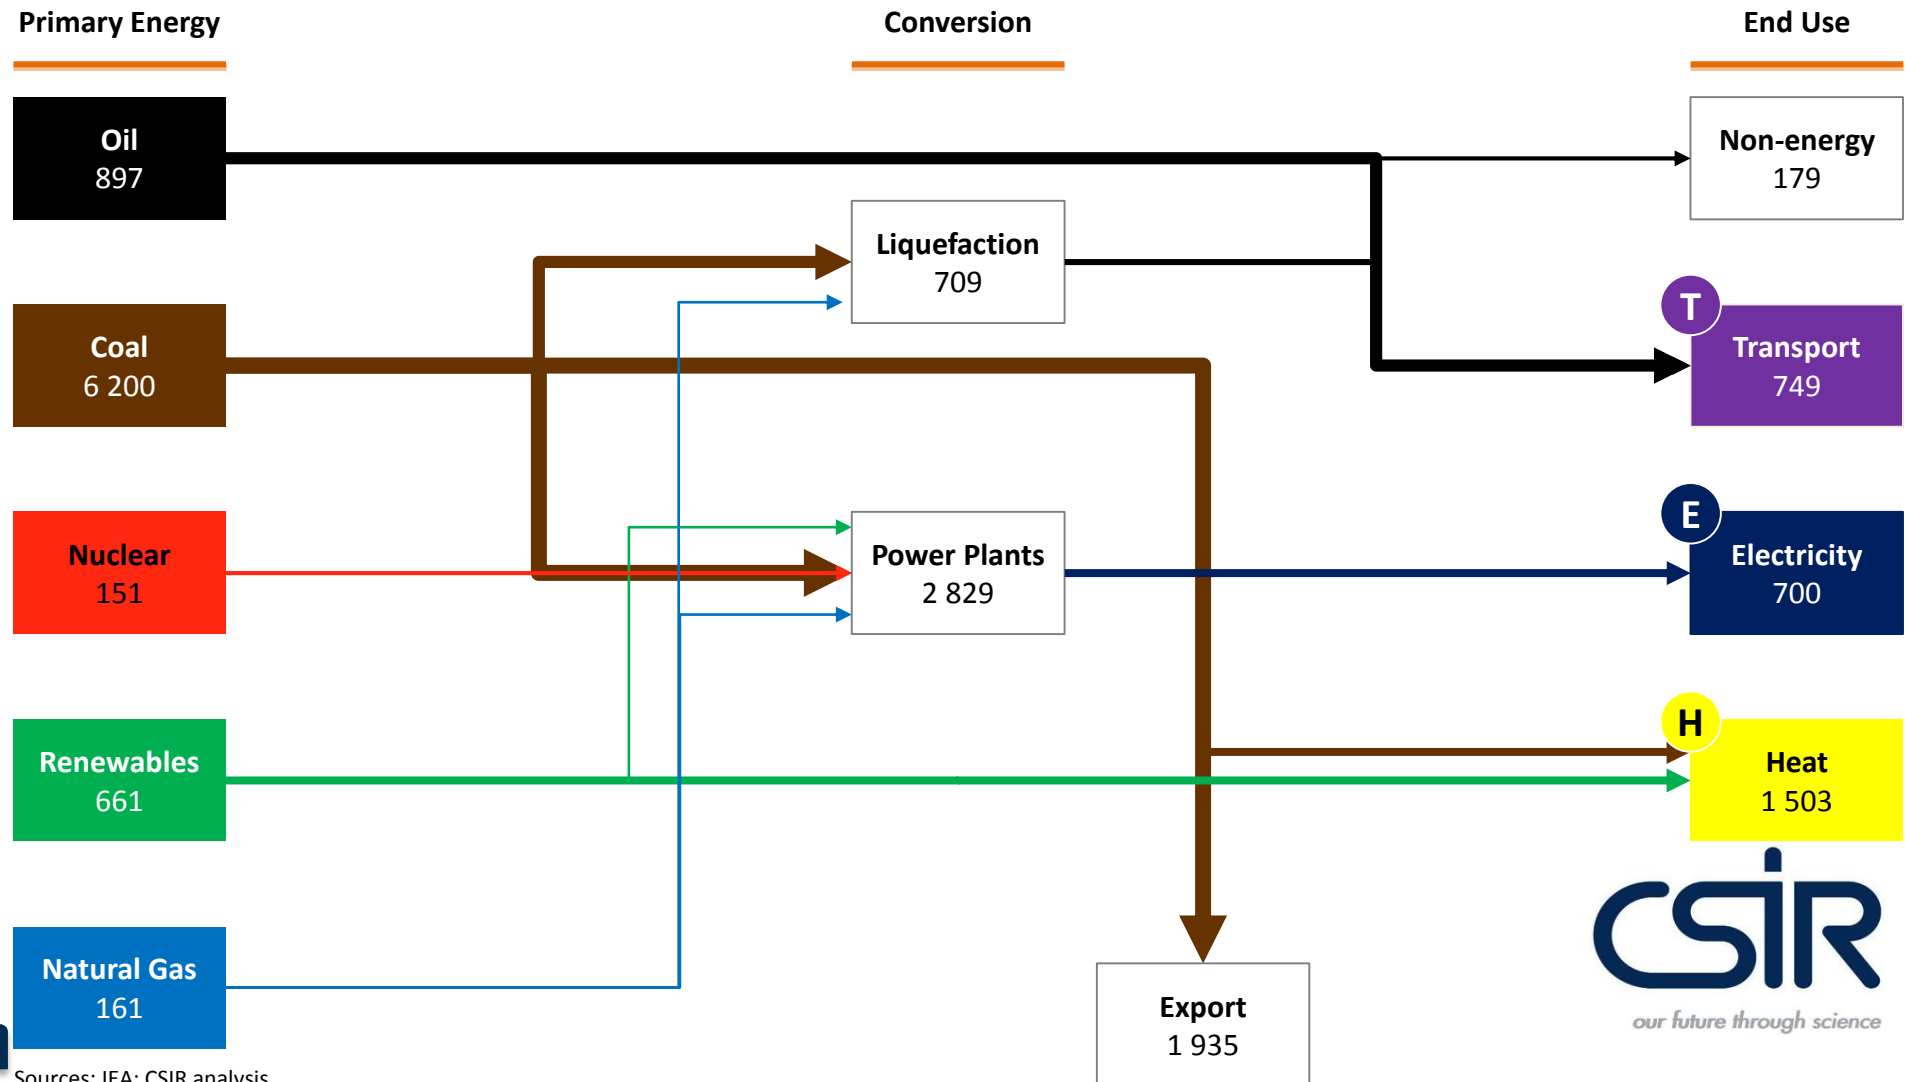 Primary Energy
Conversion
End Use
Oil
897
Non-energy
179
Liquefaction
709
Coal
6 200
T
Transport
749
Nuclear
151
Power Plants
2 829
E
Electricity
700
Renewables
661
H
Heat
1 503
Natural Gas
161
Export
1 935
CSIR
our future through science
Sources: IEA; CSIR analysis